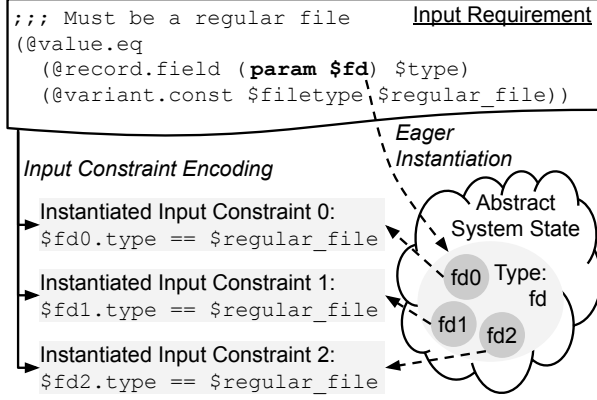 ;;; Must be a regular file
Input Requirement
(@value.eq
(@record.field (param $fd) $type)
(@variant.const $filetype $regular_file))
Eager
Instantiation
Input Constraint Encoding
Instantiated Input Constraint 0:
$fd0.type == $regular_file
Instantiated Input Constraint 1:
$fd1.type == $regular_file
Instantiated Input Constraint 2:
$fd2.type == $regular_file
Abstract
System State
fd0
Type:
fd
fd1
fd2